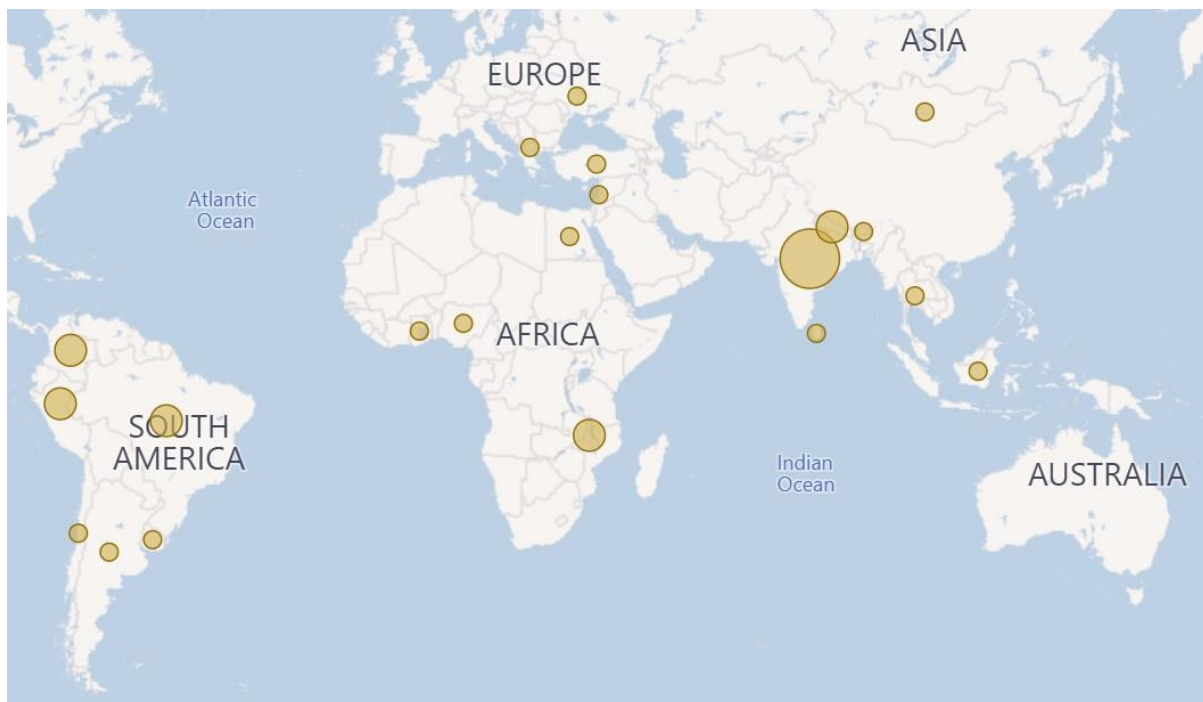 ASIA
EUROPE
Atlantic
Ocean
AFRICA
SOUTH
AMERICA
Indian
Ocean
AUSTRALIA